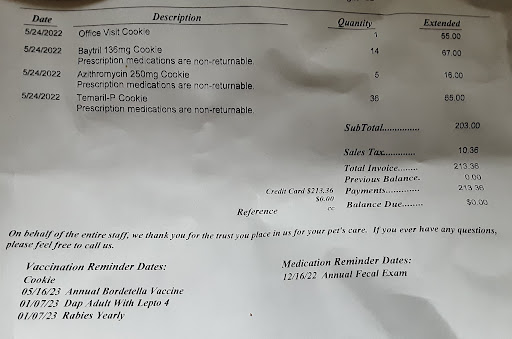 Date Description Quantity Extended
5/24/2022 Office Visit Cookie 1 55.00
5/24/2022 Baytril 136mg Cookie 14 67.00
Prescription medications are non-returnable.
5/24/2022 Azithromycin 250mg Cookie 5 16.00
Prescription medications are non-returnable.
5/24/2022 Temaril-P Cookie 36 65.00
Prescription medications are non-returnable.
SubTotal............... 203.00
Sales Tax............. 10.36
Total Invoice........ 213.36
Previous Balance. 0.00
Credit Card $213.36 Payments.............. 213.36
$0.00
Reference cc Balance Due........ $0.00
On behalf of the entire staff, we thank you for the trust you place in us for your pet's care. If you ever have any questions,
please feel free to call us.
Vaccination Reminder Dates:
Cookie
05/16/23 Annual Bordetella Vaccine
01/07/23 Dap Adult With Lepto 4
01/07/23 Rabies Yearly
Medication Reminder Dates:
12/16/22 Annual Fecal Exam